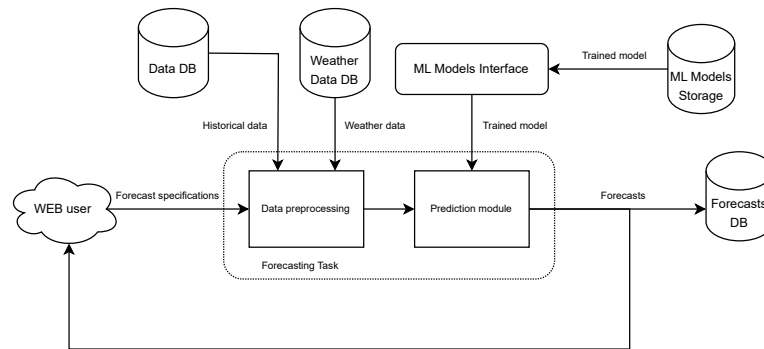 Data DB
Weather
Data DB
ML Models Interface
Trained model
ML Models
Storage
Historical data
Weather data
Trained model
WEB user
Forecast specifications
Data preprocessing
Prediction module
Forecasts
Forecasts
DB
Forecasting Task